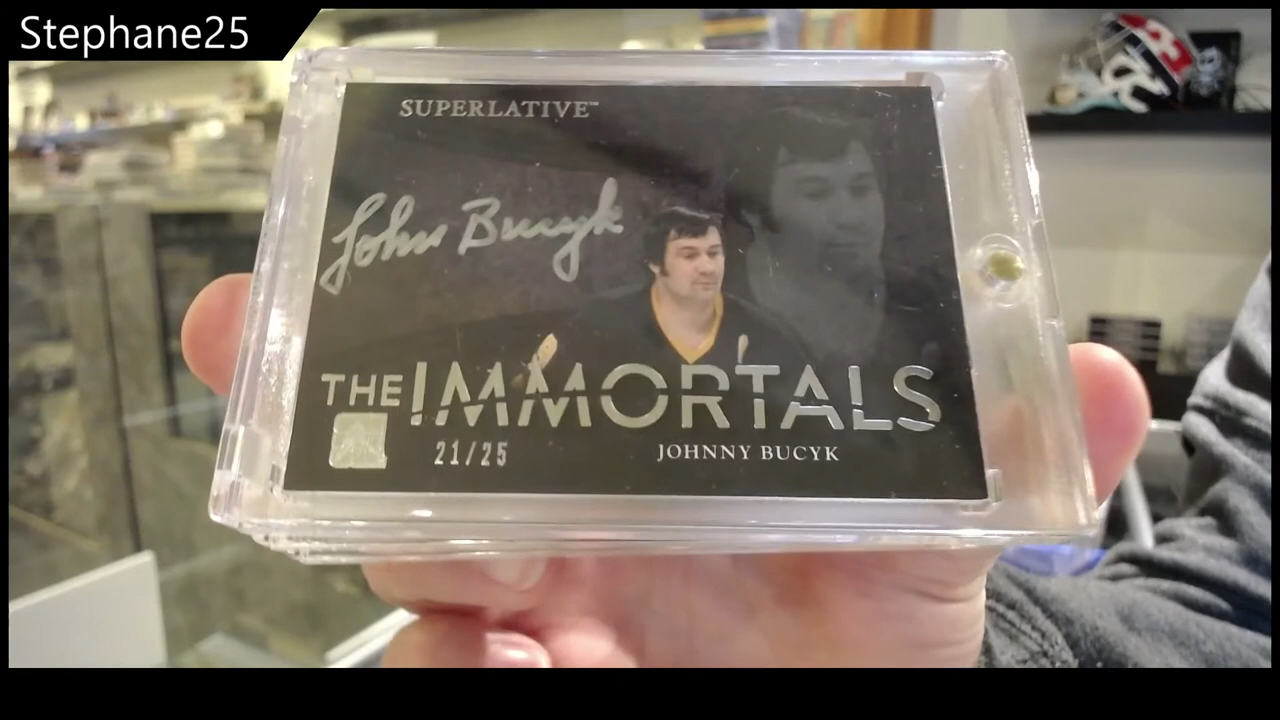 Stephane25
SUPERLATIVE™
John Bucyk
THE IMMORTALS
21/25
JOHNNY BUCYK